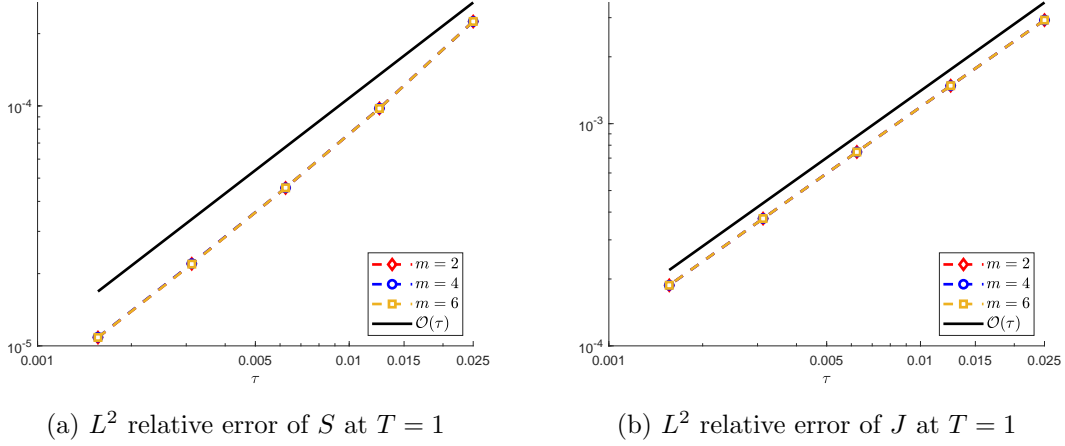 10^{-4}
10^{-5}
0.001
0.005
0.01
0.015
0.025
τ
m = 2
m = 4
m = 6
𝒪(τ)
(a) L^2 relative error of S at T = 1
10^{-3}
10^{-4}
0.001
0.005
0.01
0.015
0.025
τ
m = 2
m = 4
m = 6
𝒪(τ)
(b) L^2 relative error of J at T = 1